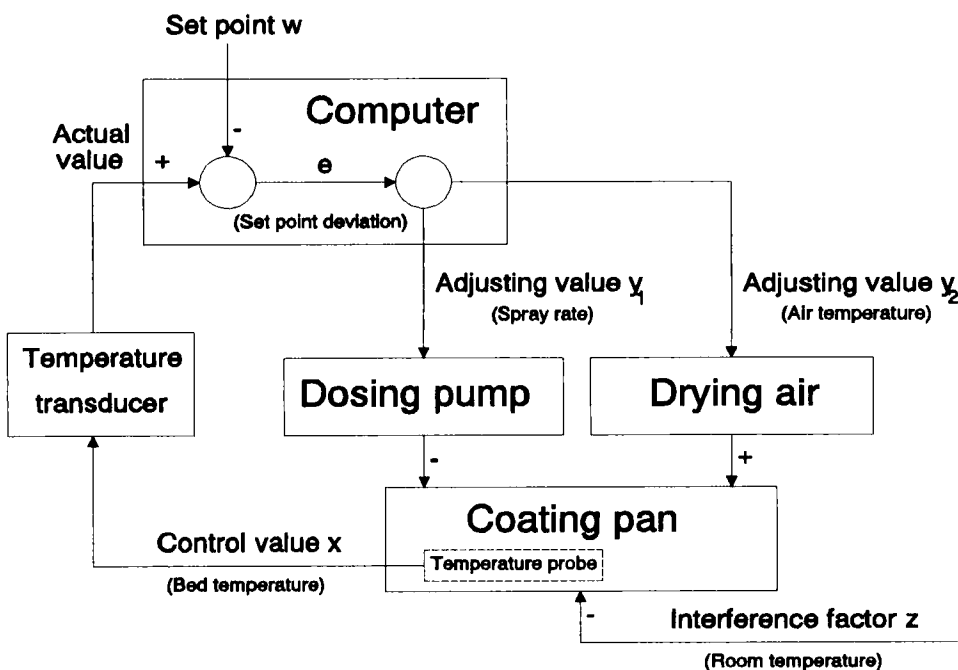 Set point w
-
Computer
Actual
value
+
e
(Set point deviation)
Adjusting value y1
(Spray rate)
Adjusting value y2
(Air temperature)
Temperature
transducer
Dosing pump
Drying air
-
+
Coating pan
Control value x
Temperature probe
(Bed temperature)
-
Interference factor z
(Room temperature)